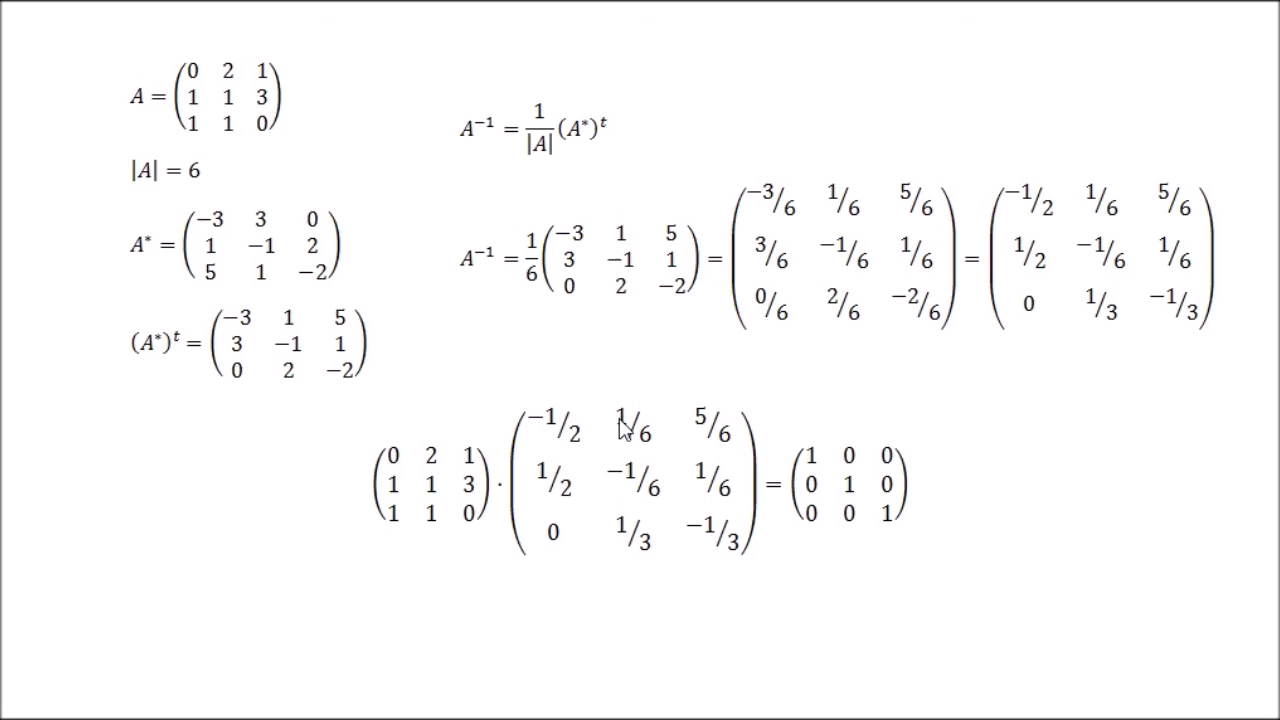 A = (0 2 1
1 1 3
1 1 0)
|A| = 6
A* = (−3 3 0
1 −1 2
5 1 −2)
(A*)ᵗ = (−3 1 5
3 −1 1
0 2 −2)
A⁻¹ = 1/|A| (A*)ᵗ
A⁻¹ = 1/6 (−3 1 5
3 −1 1
0 2 −2) = (−3/6 1/6 5/6
3/6 −1/6 1/6
0/6 2/6 −2/6) = (−1/2 1/6 5/6
1/2 −1/6 1/6
0 1/3 −1/3)
(0 2 1
1 1 3
1 1 0) · (−1/2 1/6 5/6
1/2 −1/6 1/6
0 1/3 −1/3) = (1 0 0
0 1 0
0 0 1)